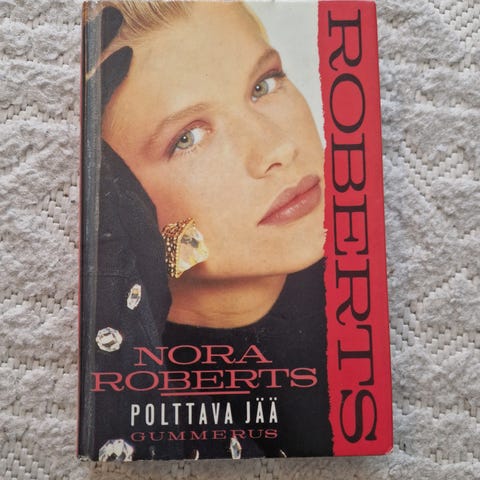 ROBERTS
NORA
ROBERTS
POLTTAVA JÄÄ
GUMMERUS